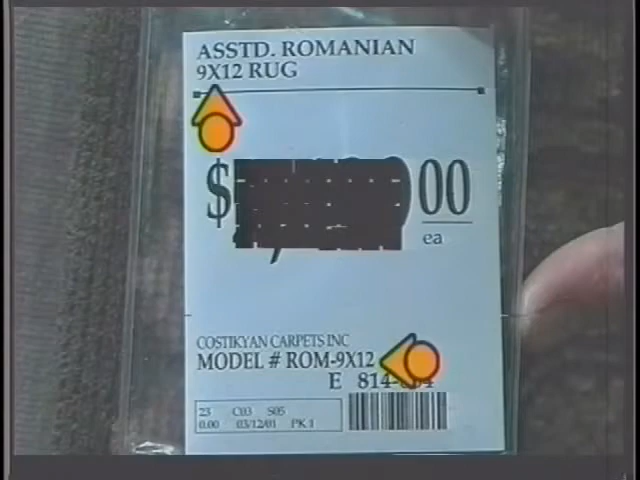 ASSTD. ROMANIAN
9X12 RUG
$ 00
ea
COSTIKYAN CARPETS INC
MODEL # ROM-9X12
E
23 C03 S05
0.00 03/12/01 PK 1